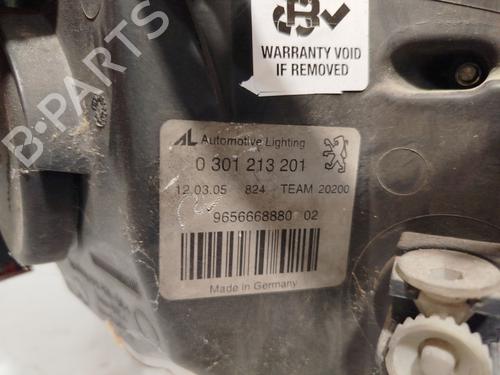 B
WARRANTY VOID
IF REMOVED
B-PARTS
AL Automotive Lighting
0 301 213 201
12.03.05 824 TEAM 20200
9656668880 02
Made in Germany